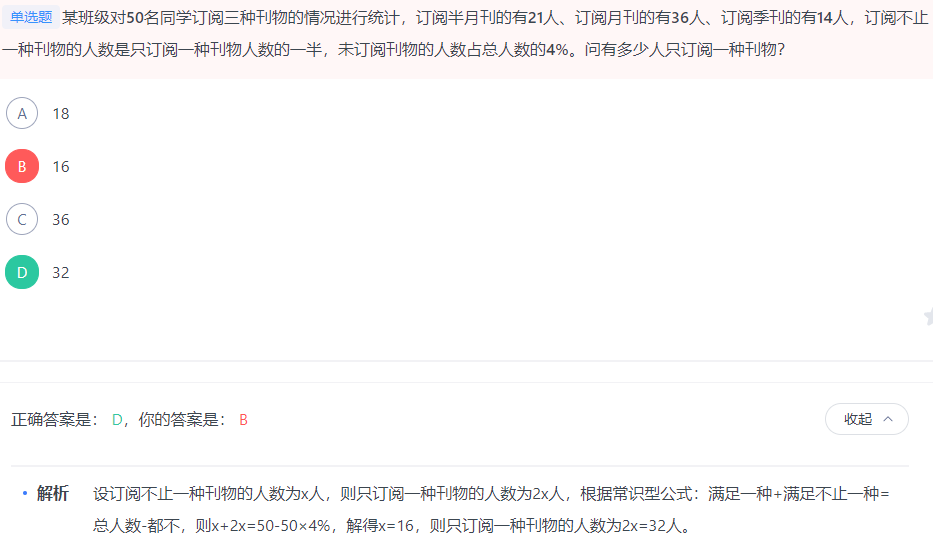 单选题 某班级对50名同学订阅三种刊物的情况进行统计，订阅半月刊的有21人、订阅月刊的有36人、订阅季刊的有14人，订阅不止
一种刊物的人数是只订阅一种刊物人数的一半，未订阅刊物的人数占总人数的4%。问有多少人只订阅一种刊物？
A 18
B 16
C 36
D 32
正确答案是： D，你的答案是： B
收起
解析 设订阅不止一种刊物的人数为x人，则只订阅一种刊物的人数为2x人，根据常识型公式：满足一种+满足不止一种=
总人数-都不，则x+2x=50-50×4%，解得x=16，则只订阅一种刊物的人数为2x=32人。